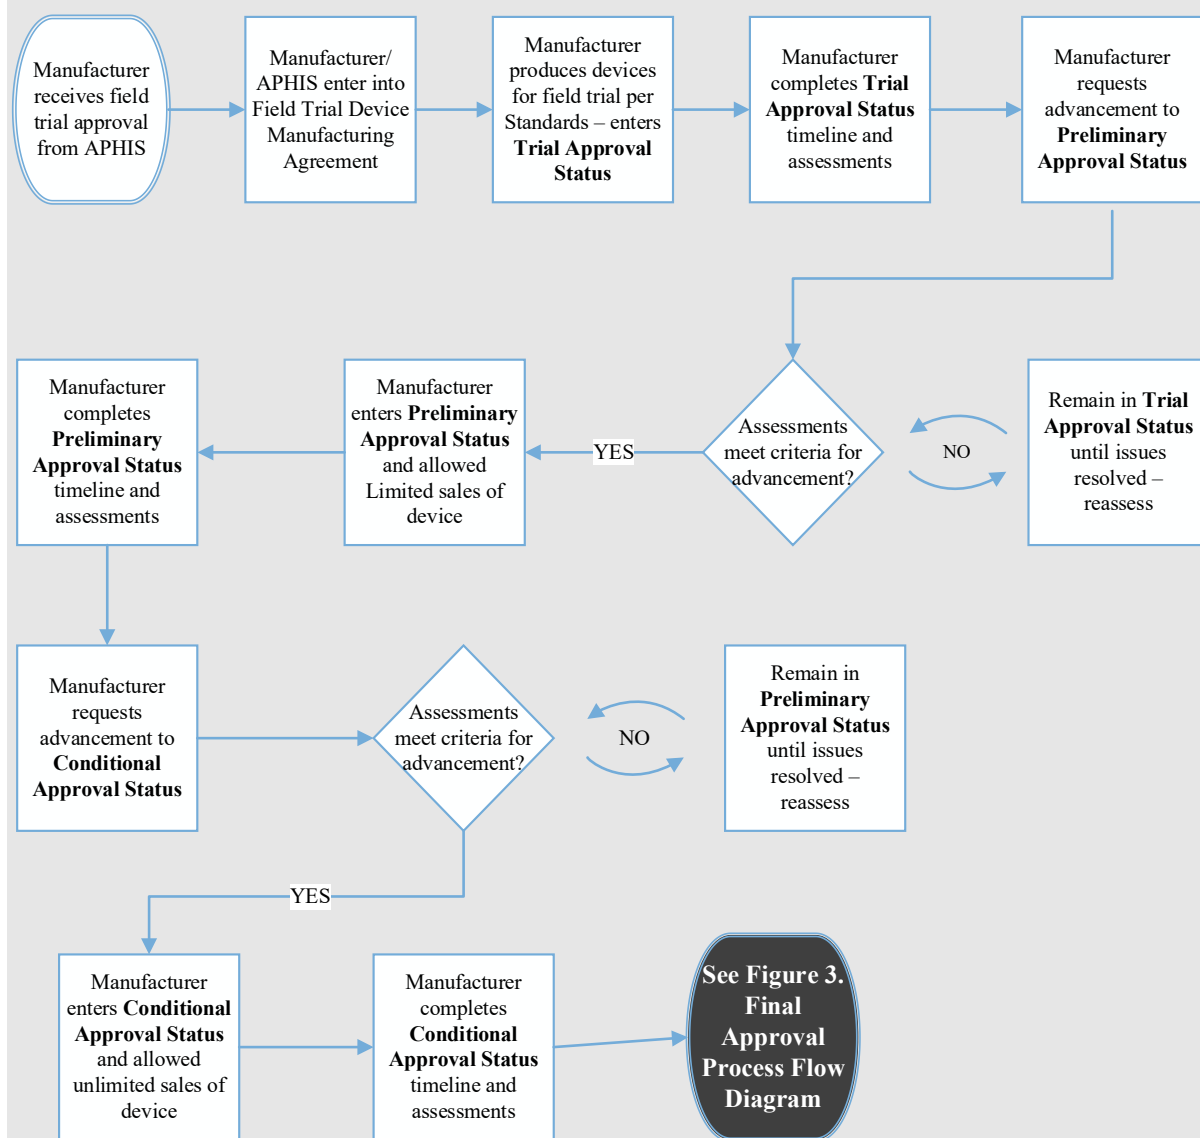 Manufacturer
receives field
trial approval
from APHIS
Manufacturer/
APHIS enter into
Field Trial Device
Manufacturing
Agreement
Manufacturer
produces devices
for field trial per
Standards – enters
Trial Approval
Status
Manufacturer
completes Trial
Approval Status
timeline and
assessments
Manufacturer
requests
advancement to
Preliminary
Approval Status
Manufacturer
completes
Preliminary
Approval Status
timeline and
assessments
Manufacturer
enters Preliminary
Approval Status
and allowed
Limited sales of
device
YES
Assessments
meet criteria for
advancement?
NO
Remain in Trial
Approval Status
until issues
resolved –
reassess
Manufacturer
requests
advancement to
Conditional
Approval Status
Assessments
meet criteria for
advancement?
NO
Remain in
Preliminary
Approval Status
until issues
resolved –
reassess
YES
Manufacturer
enters Conditional
Approval Status
and allowed
unlimited sales of
device
Manufacturer
completes
Conditional
Approval Status
timeline and
assessments
See Figure 3.
Final
Approval
Process Flow
Diagram